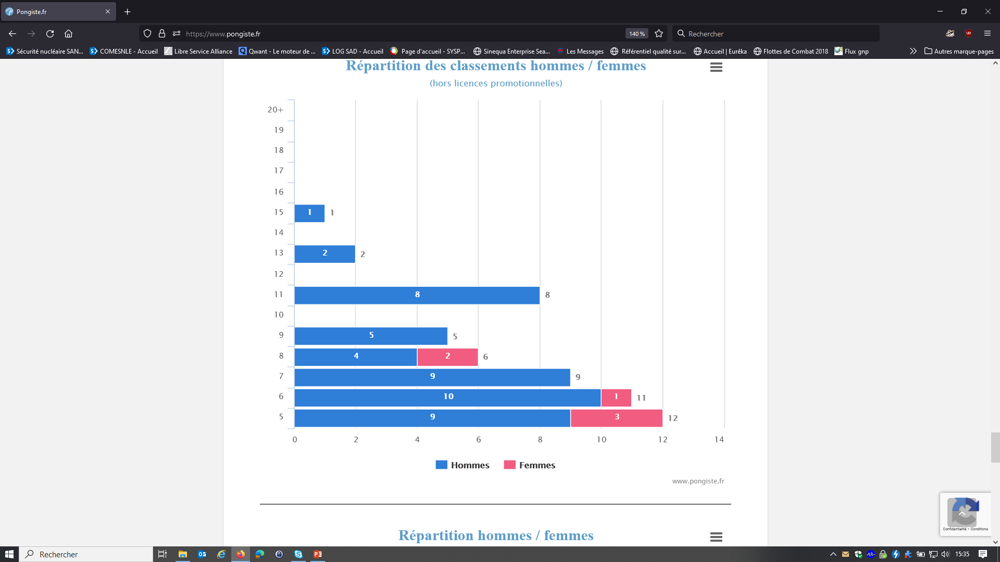 Pongiste.fr
https://www.pongiste.fr
140 %
Rechercher
Sécurité nucléaire SAN...
COMESNLE - Accueil
Libre Service Alliance
Qwant - Le moteur de ...
LOG SAD - Accueil
Page d'accueil - SYSP...
Sinequa Enterprise Sea...
Les Messages
Référentiel qualité sur...
Accueil | Eurêka
Flottes de Combat 2018
Flux gnp
Autres marque-pages
Répartition des classements hommes / femmes
(hors licences promotionnelles)
20+
19
18
17
16
15 1 1
14
13 2 2
12
11 8 8
10
9 5 5
8 4 2 6
7 9 9
6 10 1 11
5 9 3 12
0 2 4 6 8 10 12 14
Hommes Femmes
www.pongiste.fr
Confidentialité - Conditions
Répartition hommes / femmes
Rechercher
15:35